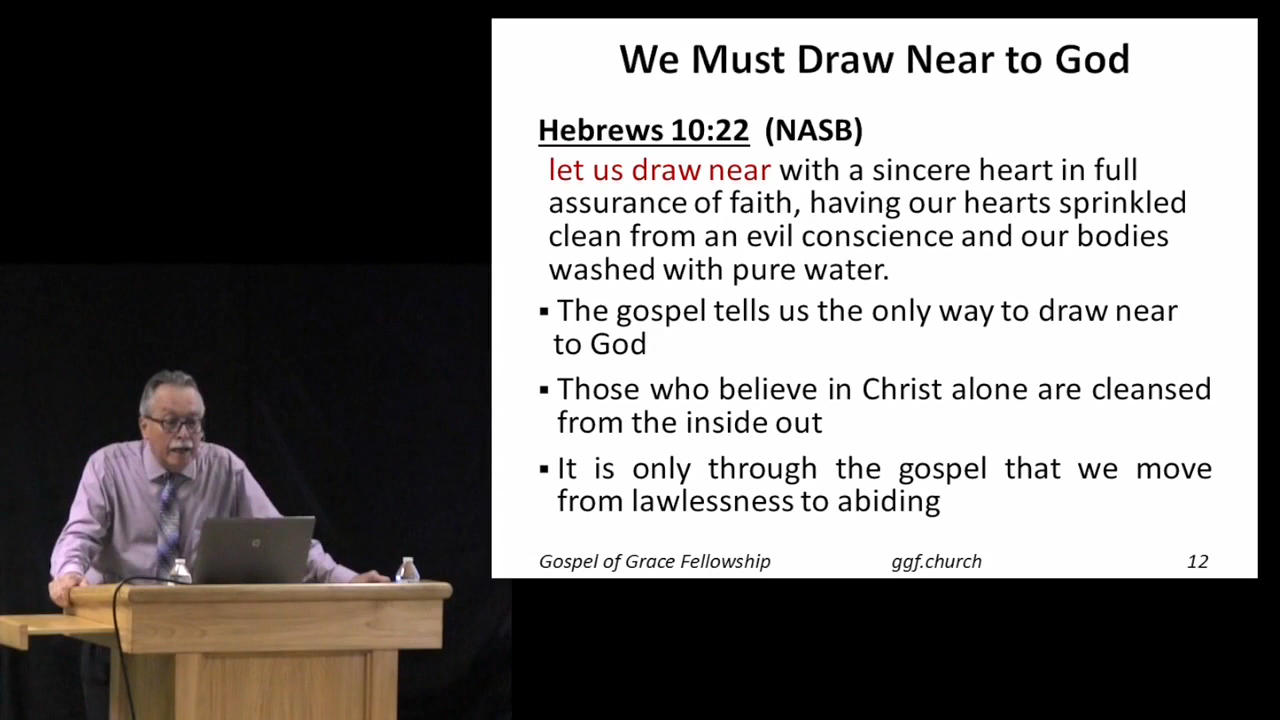 We Must Draw Near to God
Hebrews 10:22 (NASB)
let us draw near with a sincere heart in full
assurance of faith, having our hearts sprinkled
clean from an evil conscience and our bodies
washed with pure water.
▪ The gospel tells us the only way to draw near
to God
▪ Those who believe in Christ alone are cleansed
from the inside out
▪ It is only through the gospel that we move
from lawlessness to abiding
Gospel of Grace Fellowship ggf.church 12
hp